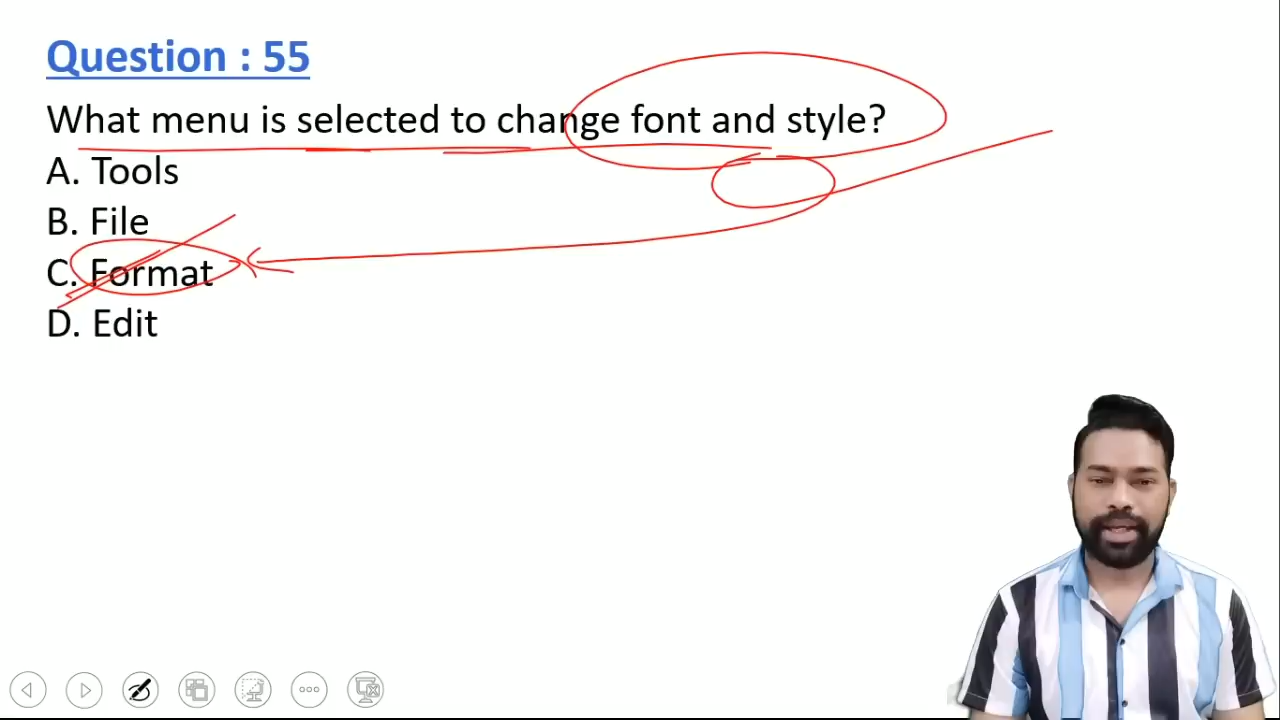 Question : 55
What menu is selected to change font and style?
A. Tools
B. File
C. Format
D. Edit